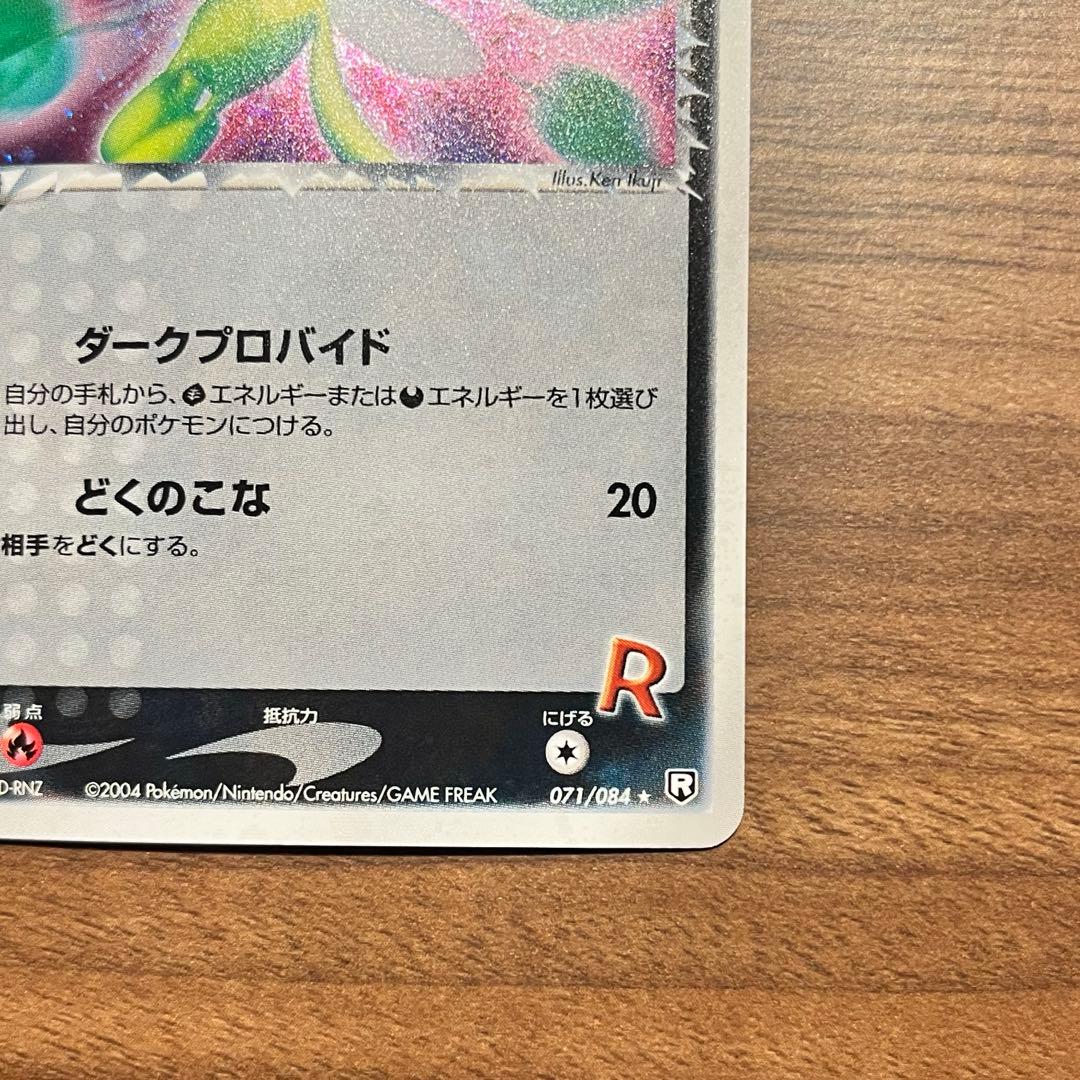 Illus. Ken Ikuji
ダークプロバイド
自分の手札から、エネルギーまたはエネルギーを1枚選び
出し、自分のポケモンにつける。
どくのこな 20
相手をどくにする。
R
弱点 抵抗力 にげる
D-RNZ ©2004 Pokémon/Nintendo/Creatures/GAME FREAK 071/084 ★ R